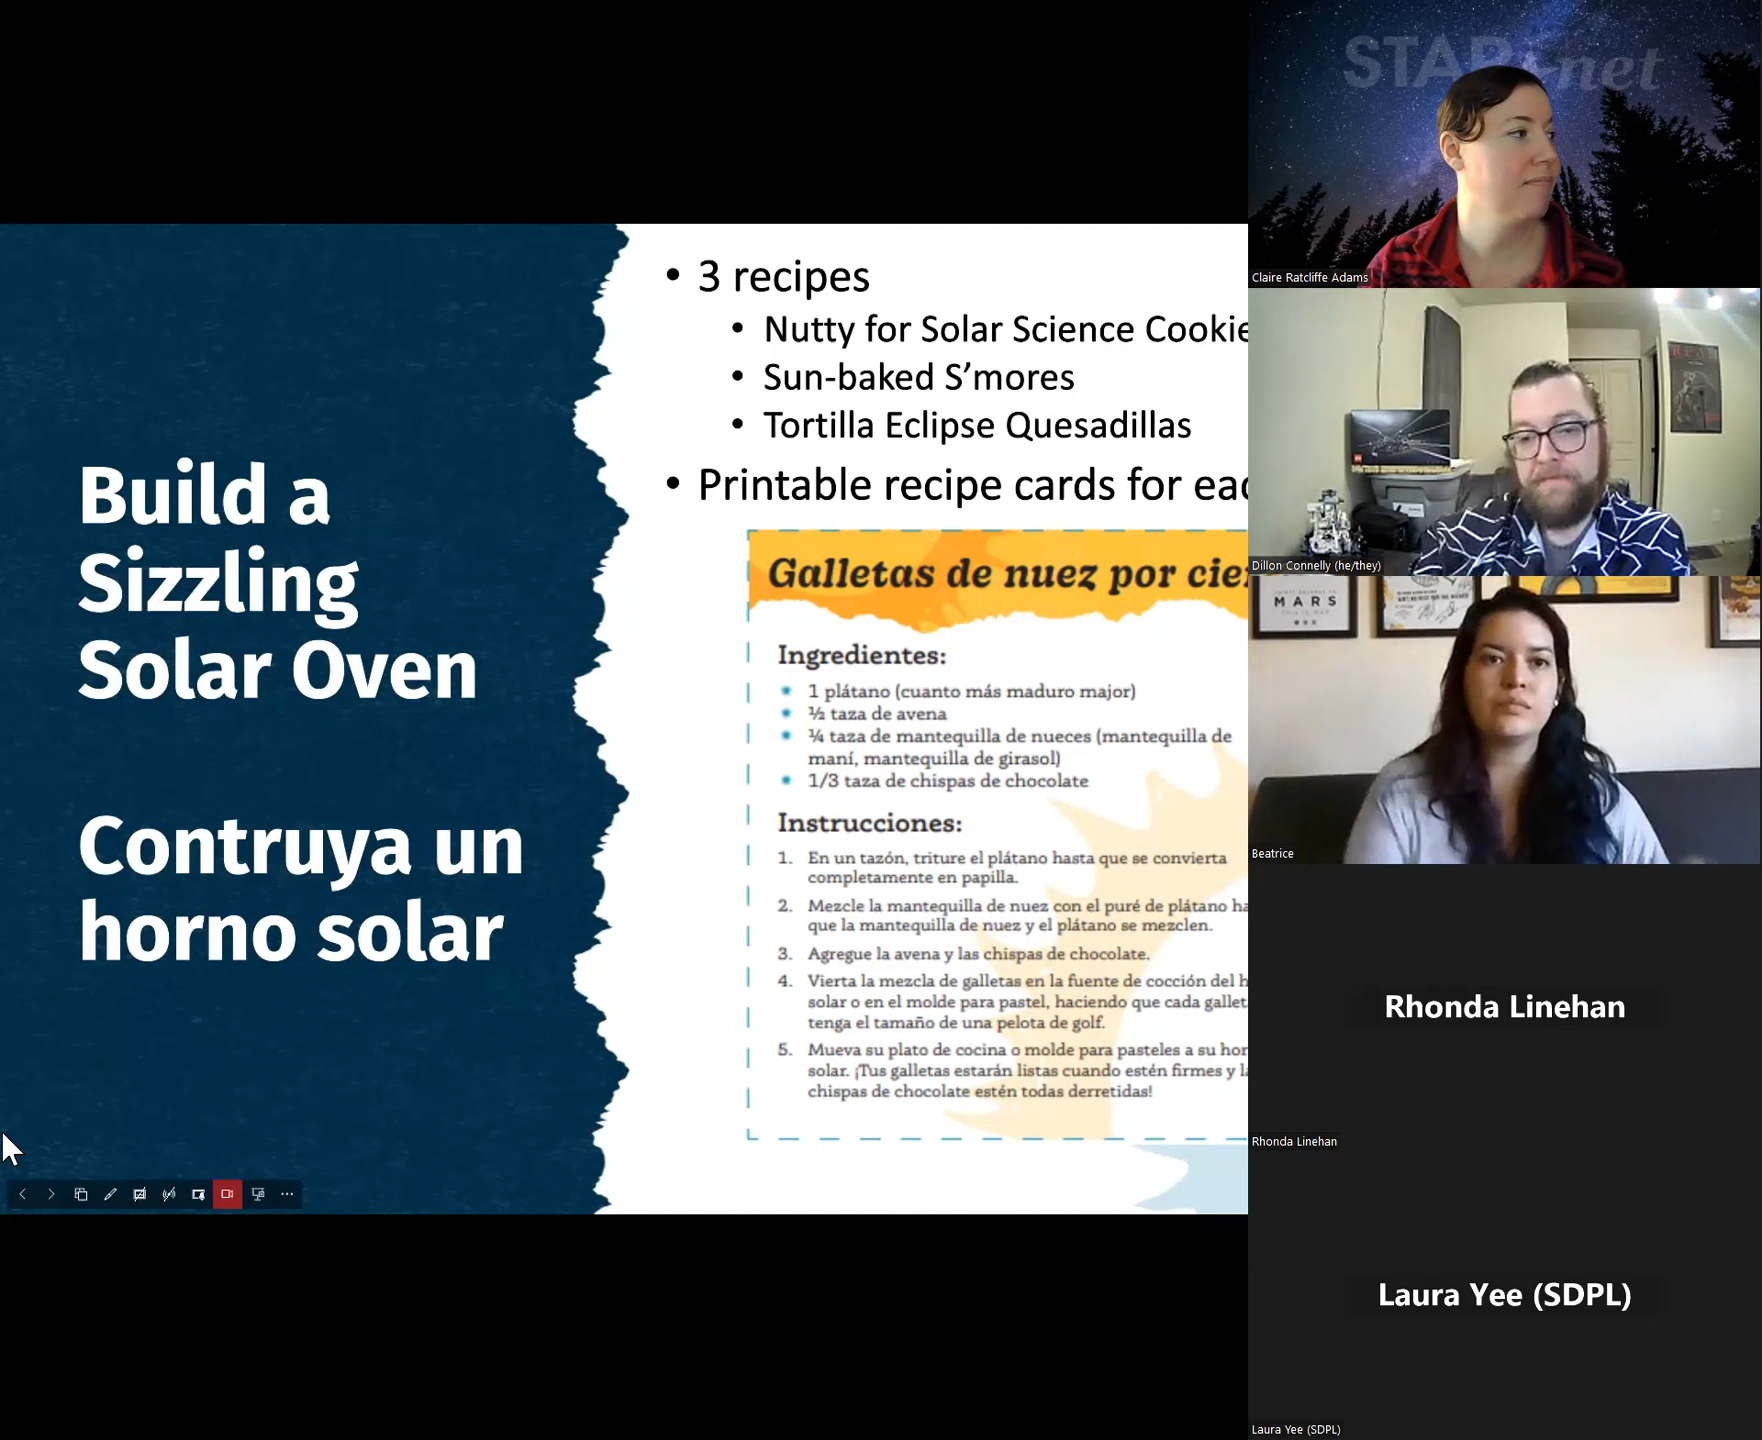 Build a
Sizzling
Solar Oven
Contruya un
horno solar
• 3 recipes
• Nutty for Solar Science Cookie
• Sun-baked S’mores
• Tortilla Eclipse Quesadillas
• Printable recipe cards for
Galletas de nuez por
Ingredientes:
1 plátano (cuanto más maduro major)
½ taza de avena
¼ taza de mantequilla de nueces (mantequilla de
maní, mantequilla de girasol)
1/3 taza de chispas de chocolate
Instrucciones:
1. En un tazón, triture el plátano hasta que se convierta
completamente en papilla.
2. Mezcle la mantequilla de nuez con el puré de plátano
que la mantequilla de nuez y el plátano se mezclen.
3. Agregue la avena y las chispas de chocolate.
4. Vierta la mezcla de galletas en la fuente de cocción del
solar o en el molde para pastel, haciendo que cada
tenga el tamaño de una pelota de golf.
5. Mueva su plato de cocina o molde para pasteles a su
solar. ¡Tus galletas estarán listas cuando estén firmes y
chispas de chocolate estén todas derretidas!
STAR net
Claire Ratcliffe Adams
REAL
Dillon Connelly (he/they)
MARS
Beatrice
Rhonda Linehan
Rhonda Linehan
Laura Yee (SDPL)
Laura Yee (SDPL)